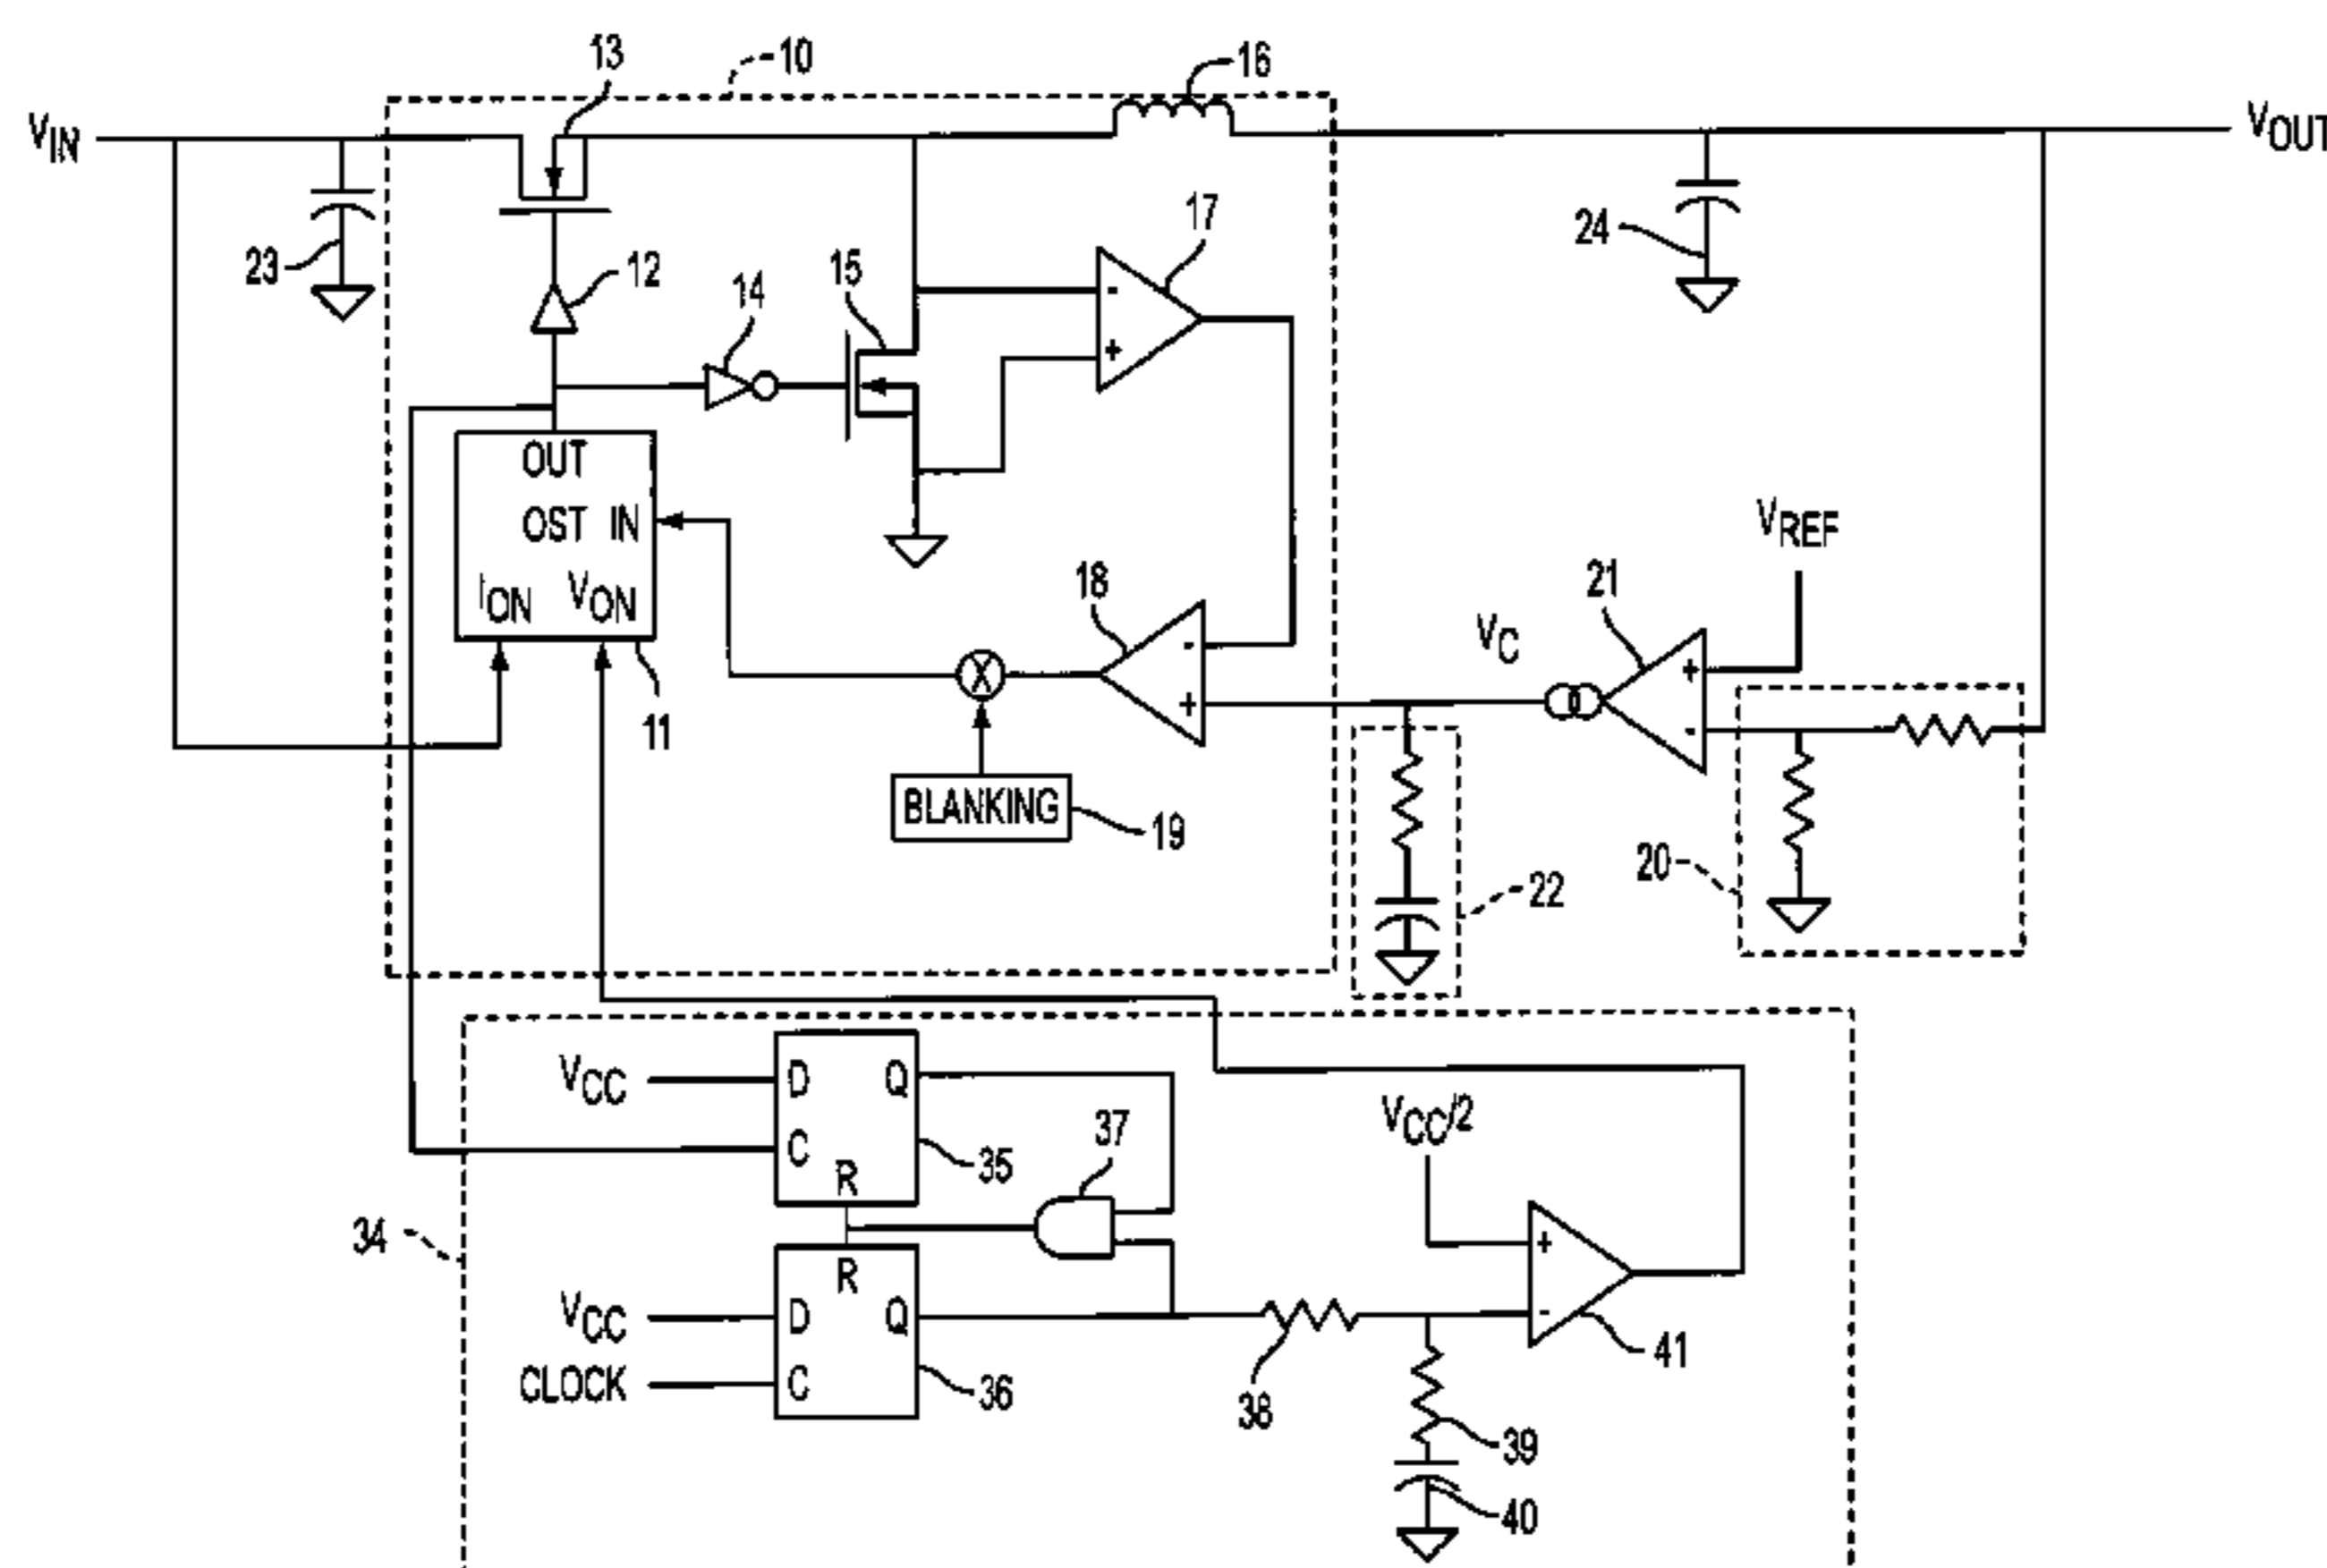 10
13
16
VIN
VOUT
23
12
14
15
17
-
+
24
OUT
OST IN
ION VON
11
18
-
+
X
BLANKING
19
VC
21
VREF
+
-
20
22
VCC
D Q
C
R
35
37
34
VCC/2
R
VCC
D Q
CLOCK
C
36
38
+
-
41
39
40